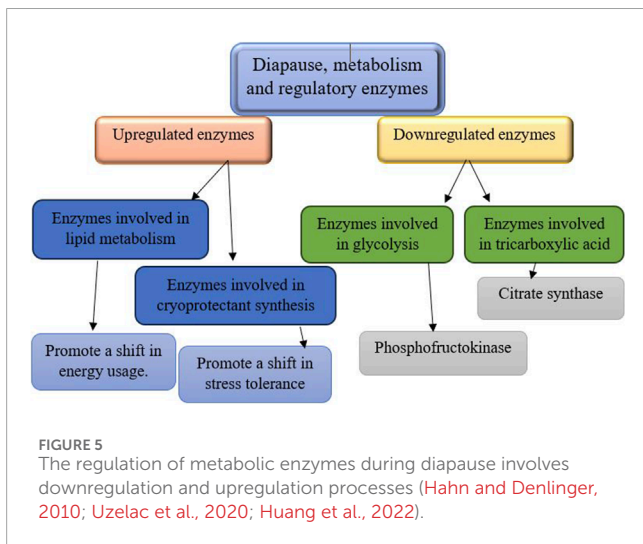 Diapause, metabolism
and regulatory enzymes
Upregulated enzymes
Downregulated enzymes
Enzymes involved in
lipid metabolism
Enzymes involved
in glycolysis
Enzymes involved
in tricarboxylic acid
Enzymes involved in
cryoprotectant synthesis
Citrate synthase
Promote a shift in
energy usage.
Promote a shift in
stress tolerance
Phosphofructokinase
FIGURE 5
The regulation of metabolic enzymes during diapause involves
downregulation and upregulation processes (Hahn and Denlinger,
2010; Uzelac et al., 2020; Huang et al., 2022).